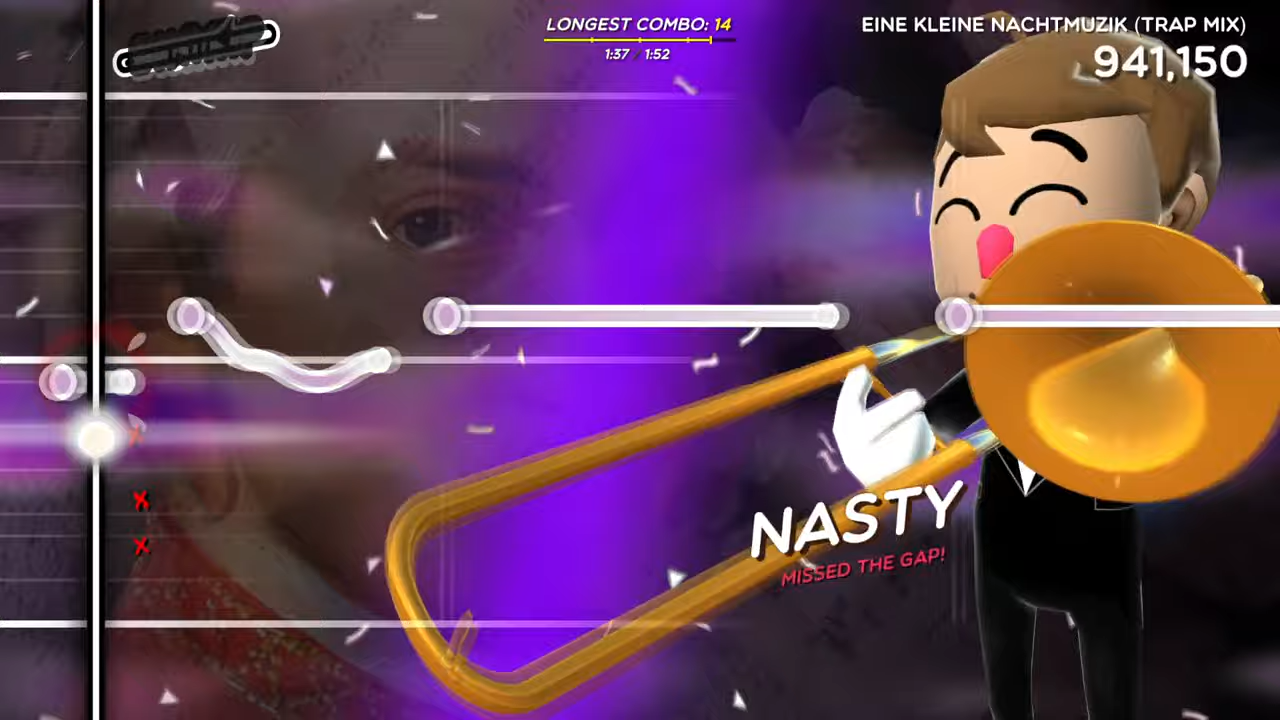 LONGEST COMBO: 14
1:37 / 1:52
EINE KLEINE NACHTMUZIK (TRAP MIX)
941,150
NASTY
MISSED THE GAP!